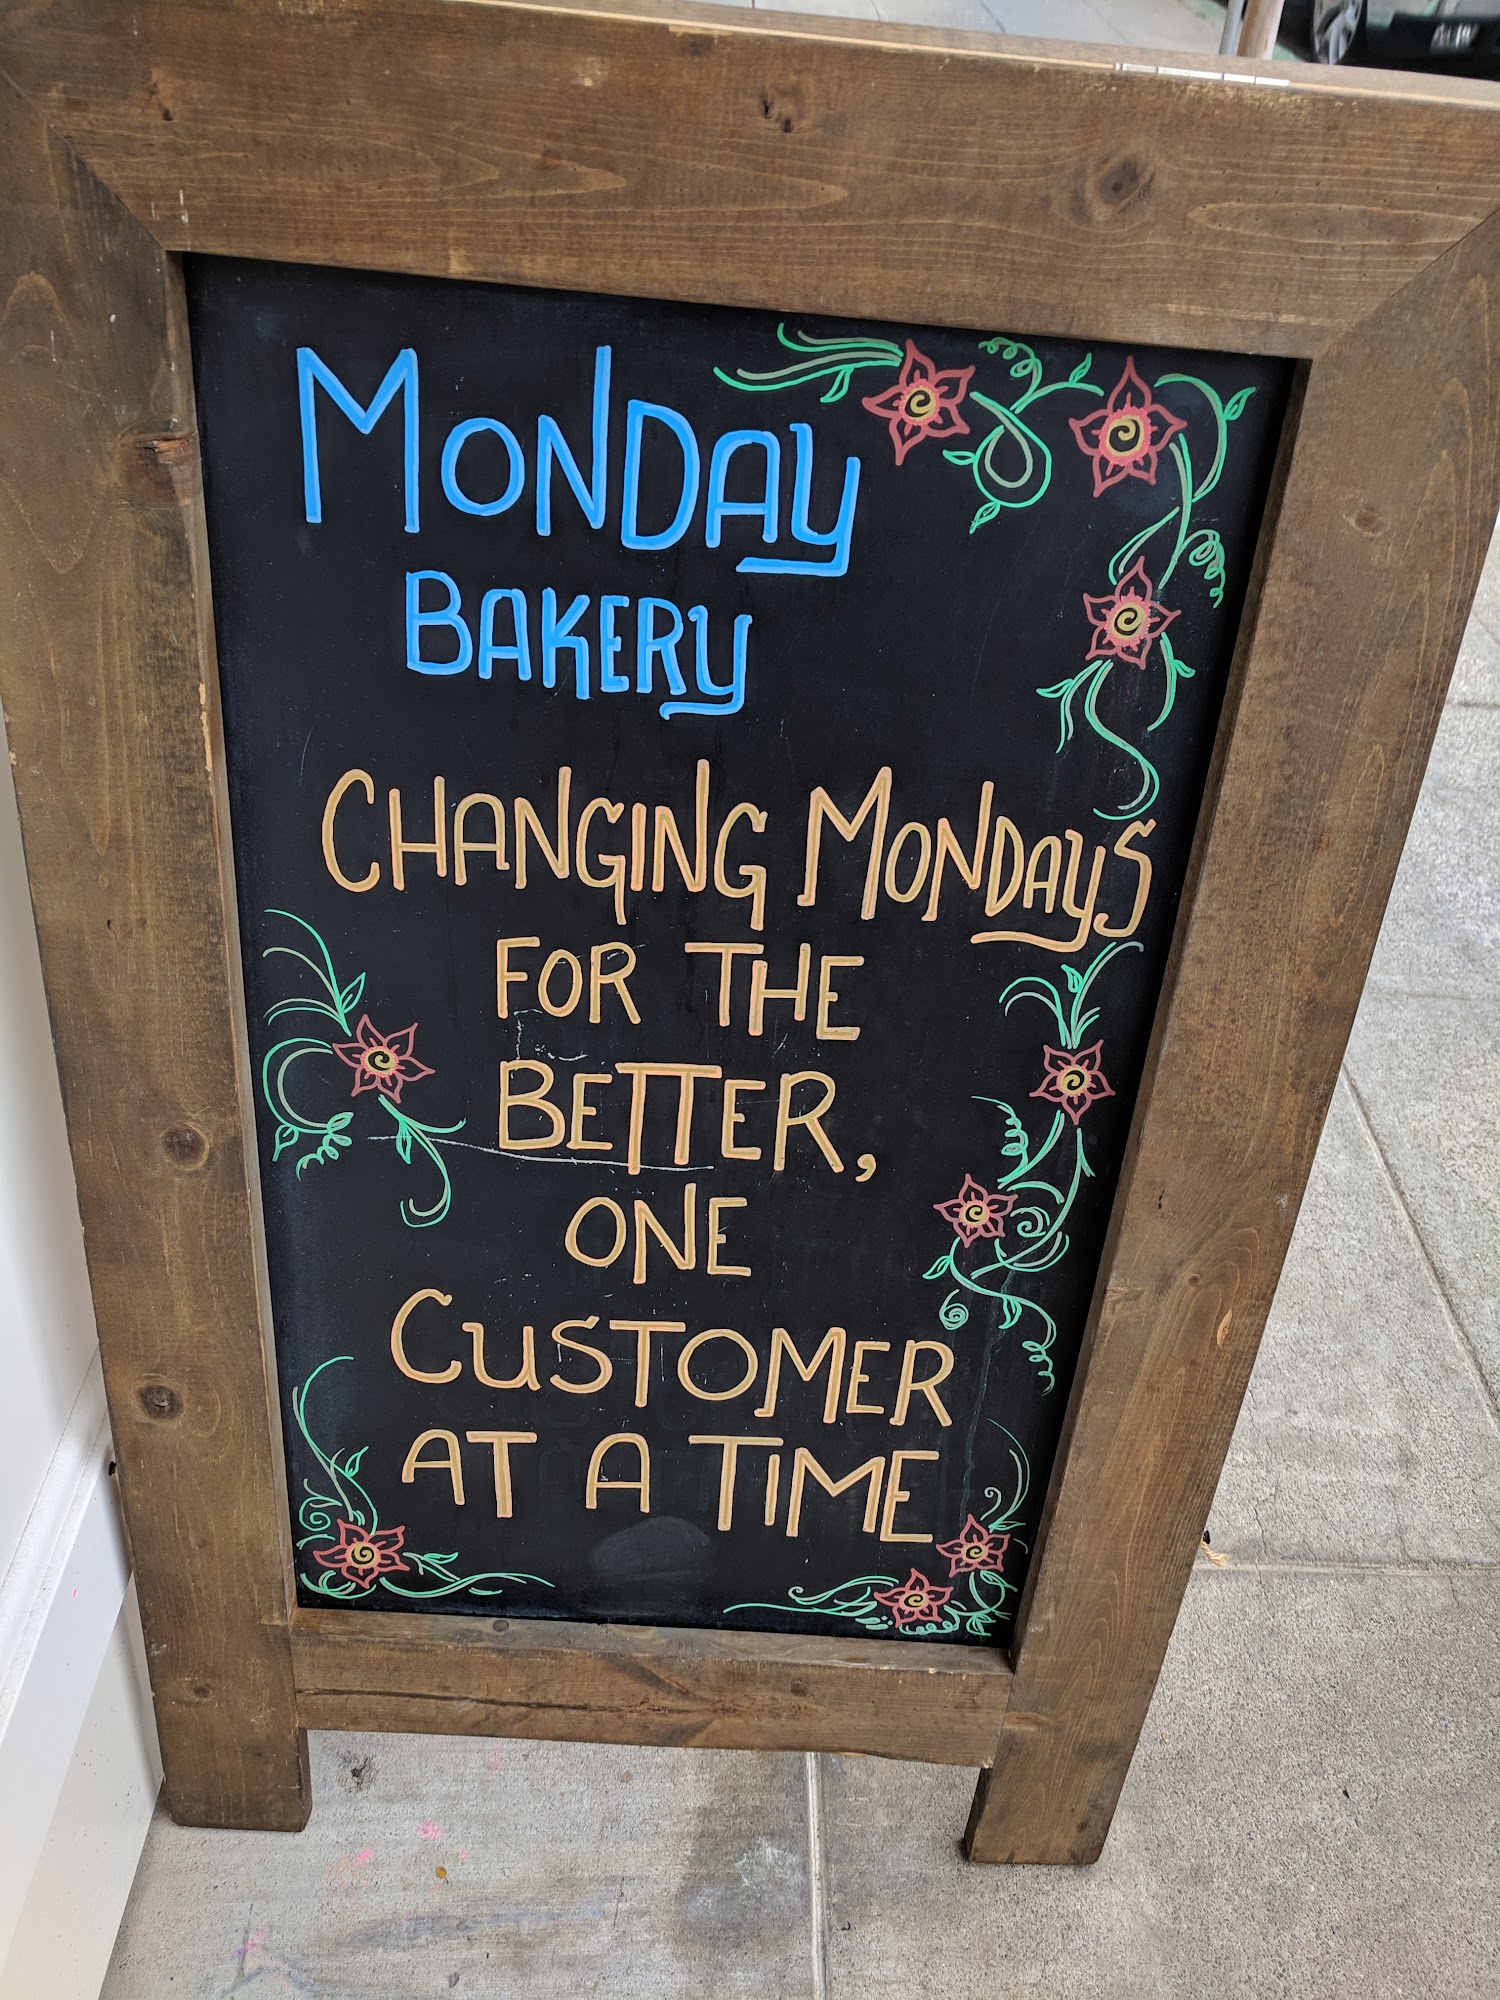 MONDAY
BAKERY
CHANGING MONDAYS
FOR THE
BETTER,
ONE
CUSTOMER
AT A TIME